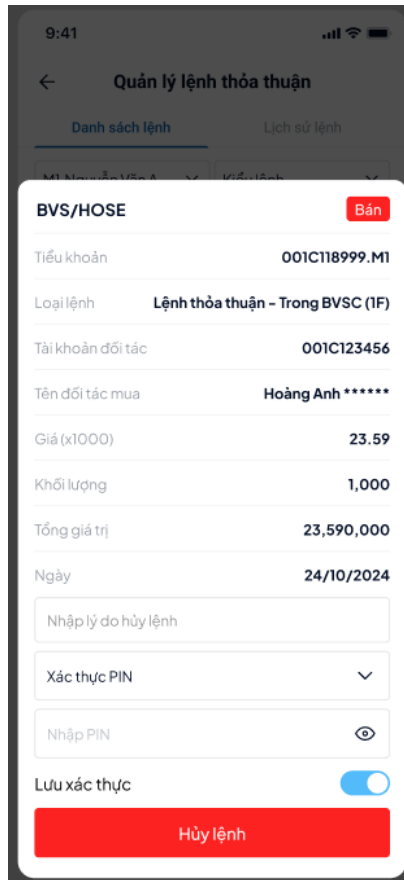 9:41
Quản lý lệnh thỏa thuận
Danh sách lệnh Lịch sử lệnh
M1 Nguyễn Văn A Kiểu lệnh
BVS/HOSE Bán
Tiểu khoản 001C118999.M1
Loại lệnh Lệnh thỏa thuận - Trong BVSC (1F)
Tài khoản đối tác 001C123456
Tên đối tác mua Hoàng Anh ******
Giá (x1000) 23.59
Khối lượng 1,000
Tổng giá trị 23,590,000
Ngày 24/10/2024
Nhập lý do hủy lệnh
Xác thực PIN
Nhập PIN
Lưu xác thực
Hủy lệnh